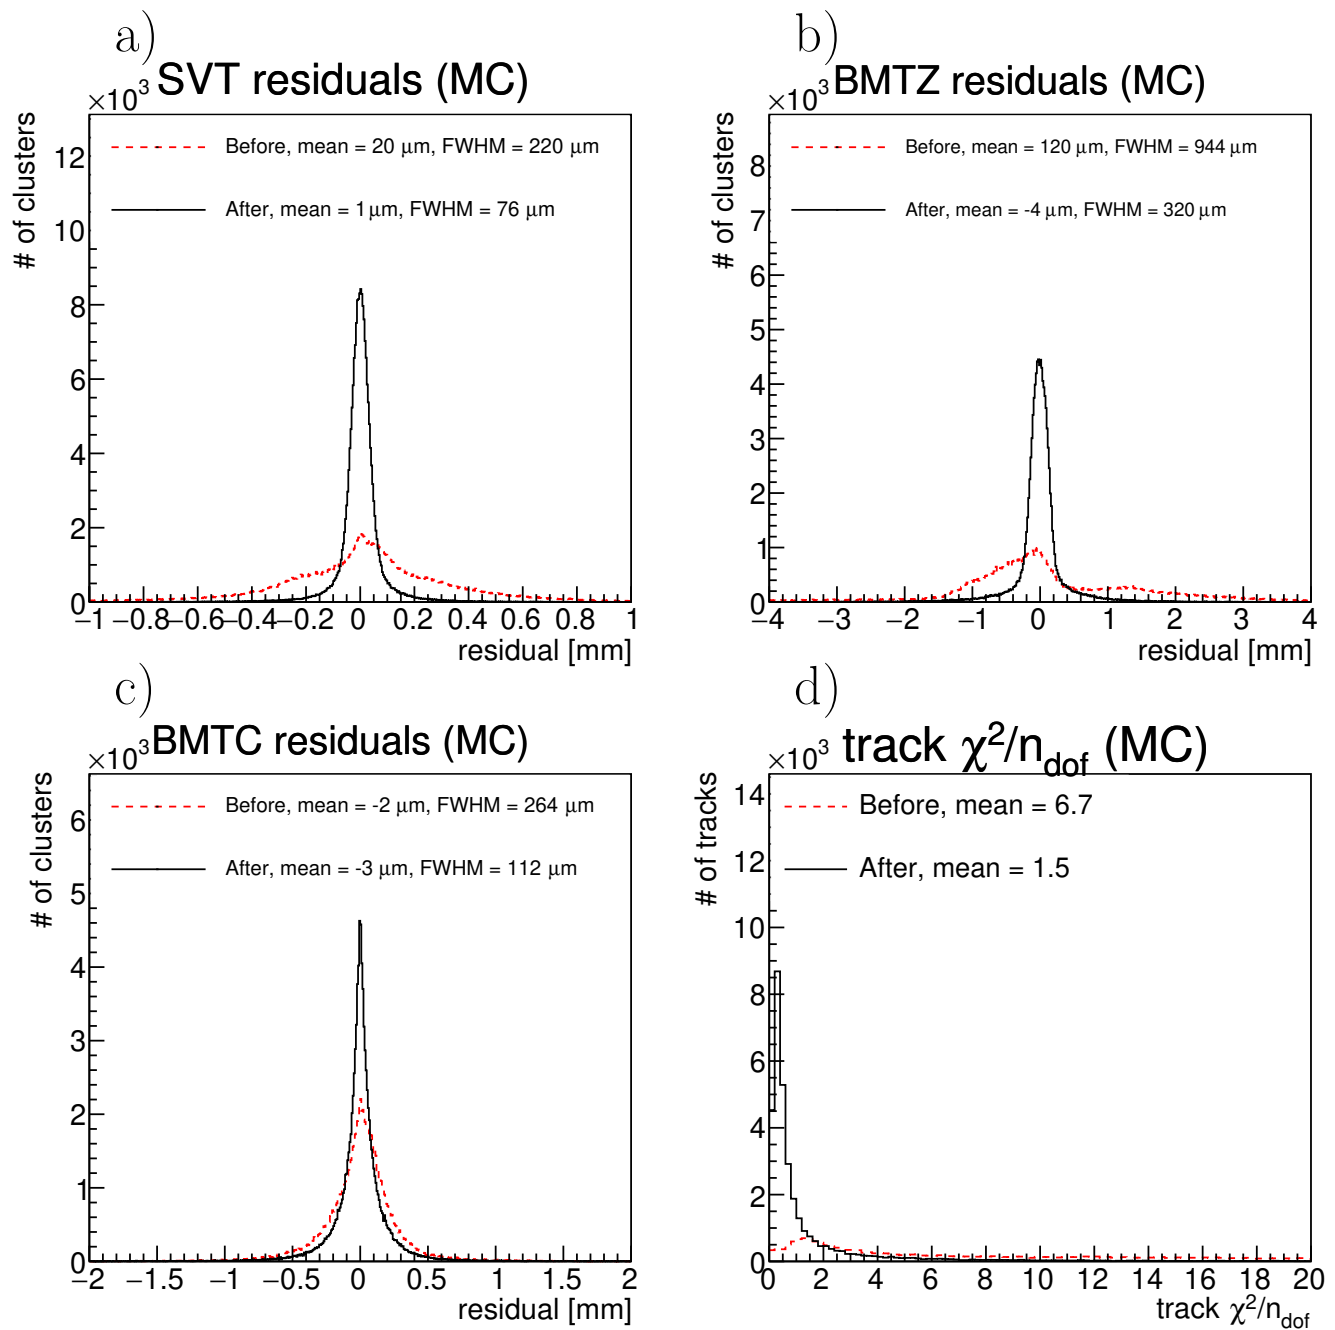 a)
SVT residuals (MC)
×10³
# of clusters
Before, mean = 20 μm, FWHM = 220 μm
After, mean = 1 μm, FWHM = 76 μm
12
10
8
6
4
2
0
−1 −0.8 −0.6 −0.4 −0.2 0 0.2 0.4 0.6 0.8 1
residual [mm]
b)
BMTZ residuals (MC)
×10³
# of clusters
Before, mean = 120 μm, FWHM = 944 μm
After, mean = -4 μm, FWHM = 320 μm
8
7
6
5
4
3
2
1
0
−4 −3 −2 −1 0 1 2 3 4
residual [mm]
c)
BMTC residuals (MC)
×10³
# of clusters
Before, mean = -2 μm, FWHM = 264 μm
After, mean = -3 μm, FWHM = 112 μm
6
5
4
3
2
1
0
−2 −1.5 −1 −0.5 0 0.5 1 1.5 2
residual [mm]
d)
track χ²/n_dof (MC)
×10³
# of tracks
Before, mean = 6.7
After, mean = 1.5
14
12
10
8
6
4
2
0
0 2 4 6 8 10 12 14 16 18 20
track χ²/n_dof